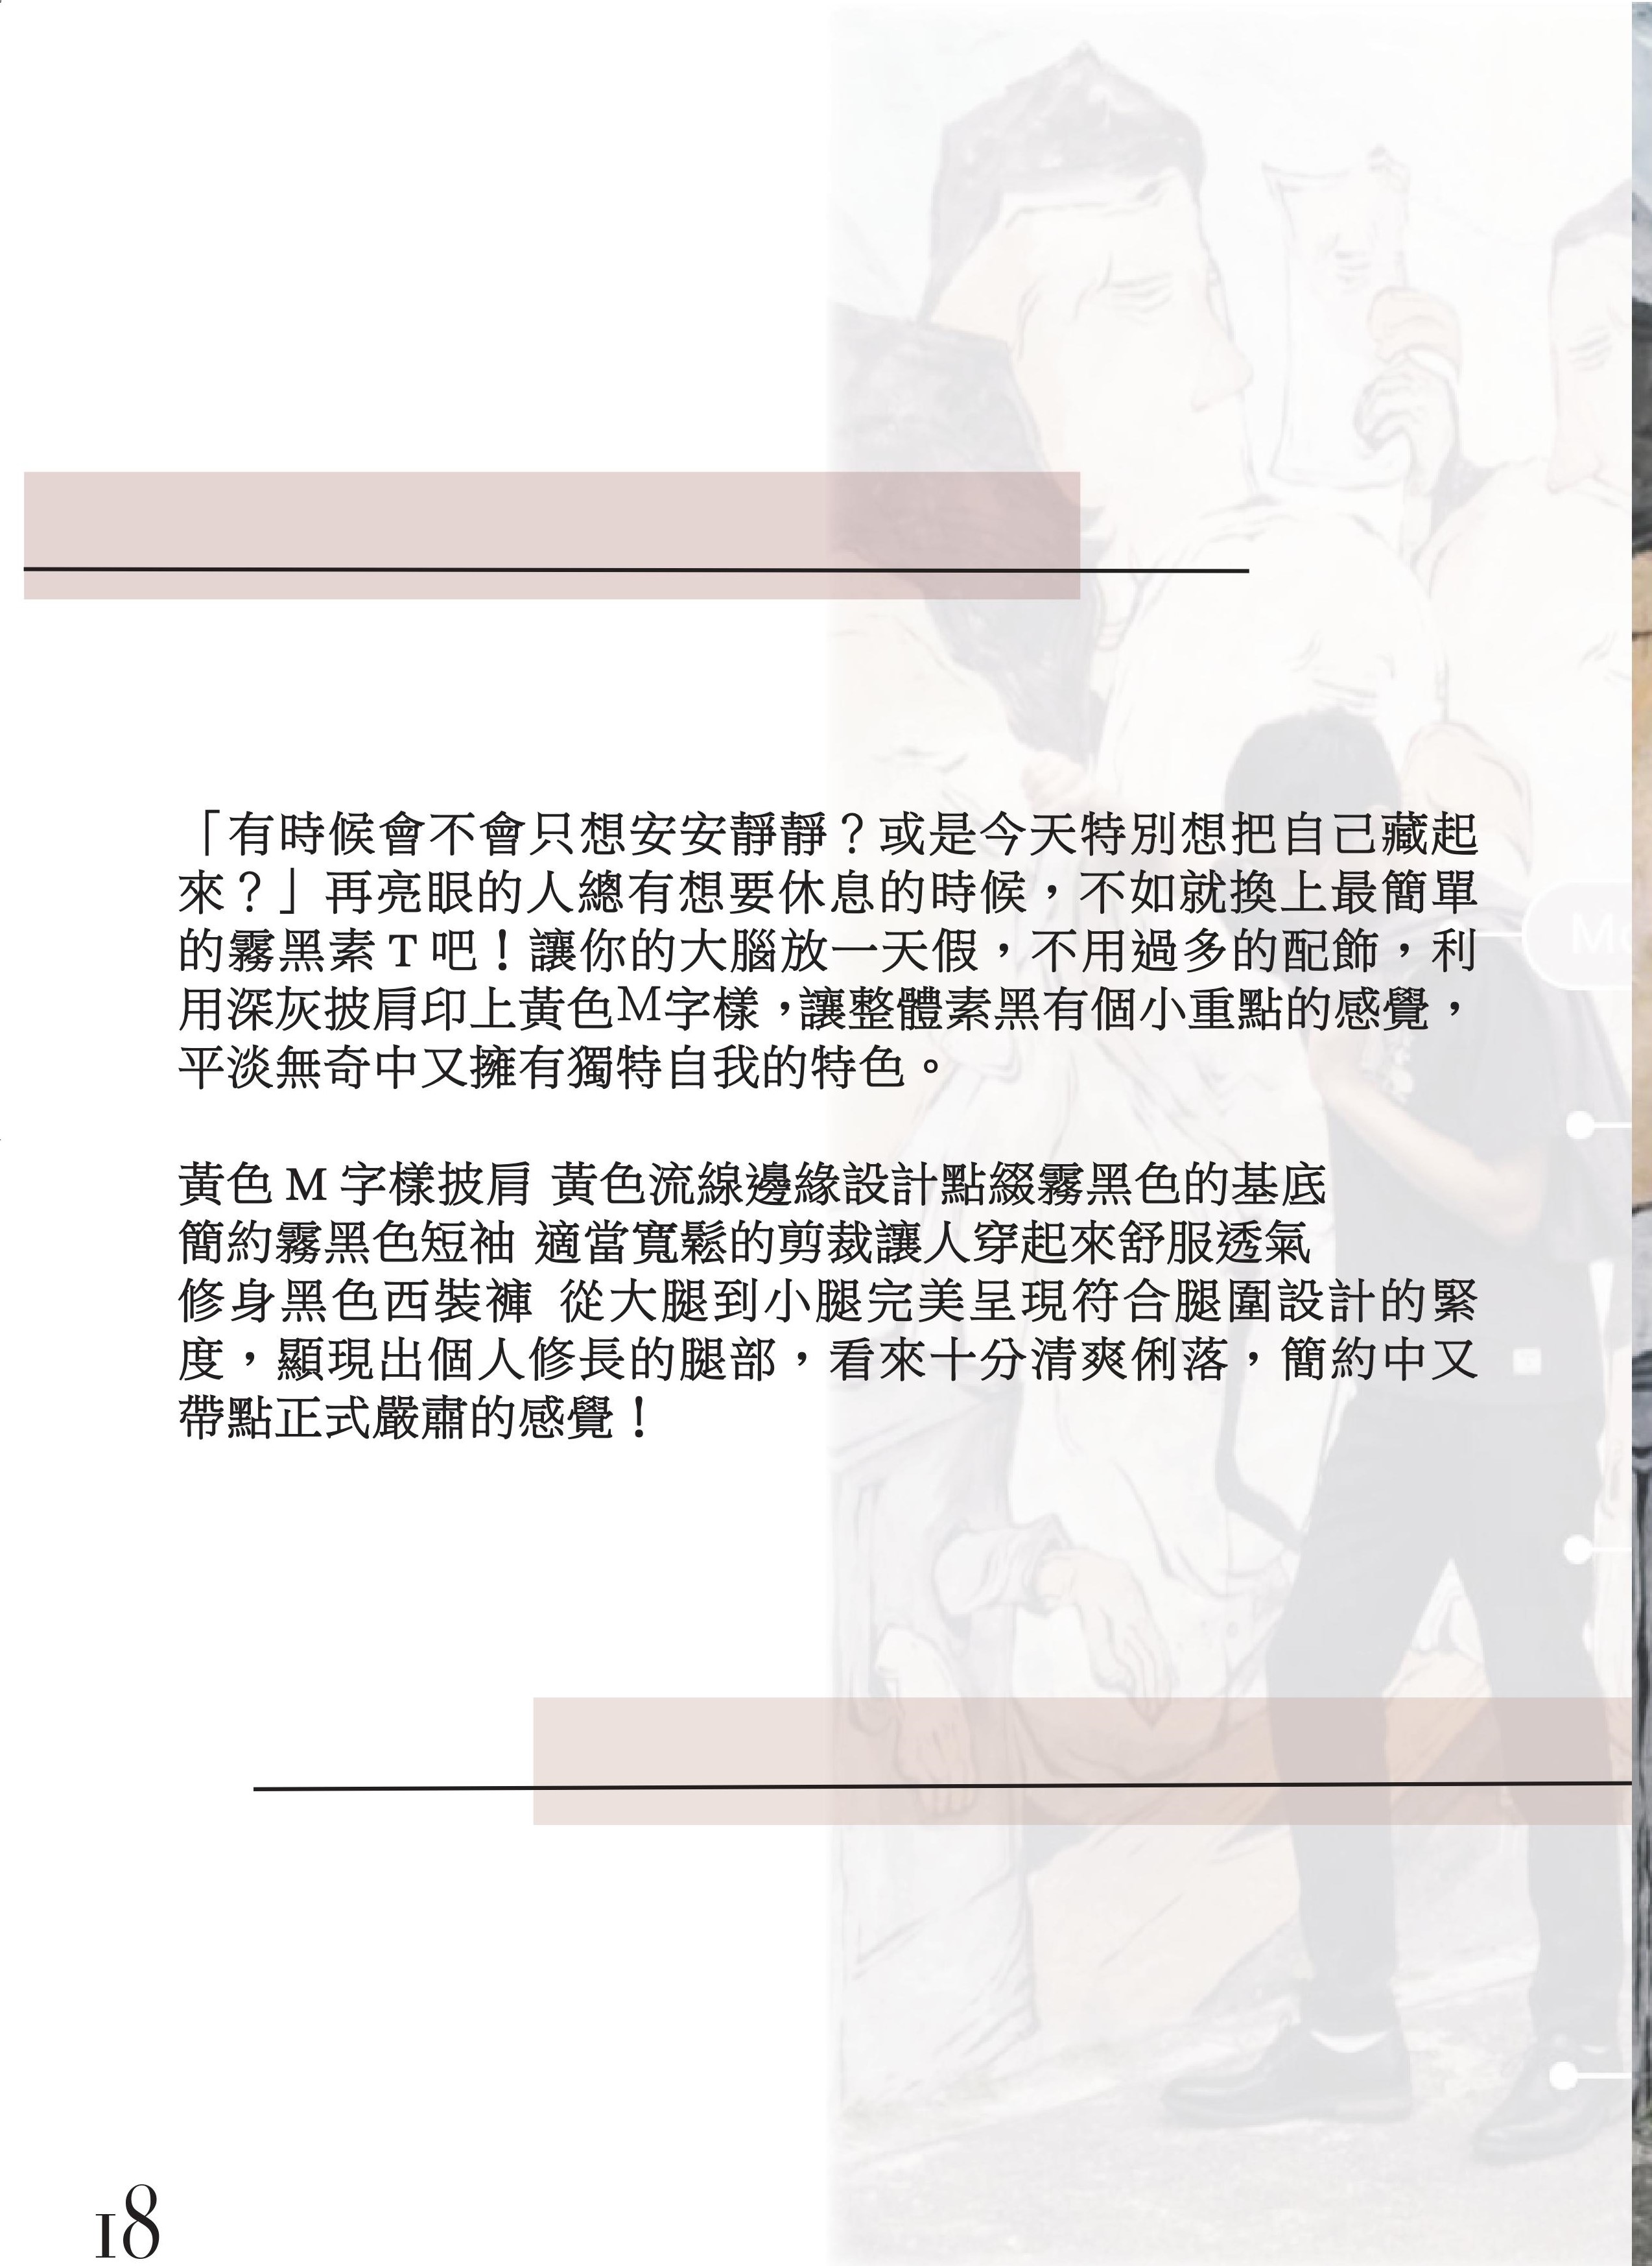 「有時候會不會只想安安靜靜？或是今天特別想把自己藏起
來？」再亮眼的人總有想要休息的時候，不如就換上最簡單
的霧黑素 T 吧！讓你的大腦放一天假，不用過多的配飾，利
用深灰披肩印上黃色M字樣，讓整體素黑有個小重點的感覺，
平淡無奇中又擁有獨特自我的特色。
黃色 M 字樣披肩 黃色流線邊緣設計點綴霧黑色的基底
簡約霧黑色短袖 適當寬鬆的剪裁讓人穿起來舒服透氣
修身黑色西裝褲 從大腿到小腿完美呈現符合腿圍設計的緊
度，顯現出個人修長的腿部，看來十分清爽俐落，簡約中又
帶點正式嚴肅的感覺！
18